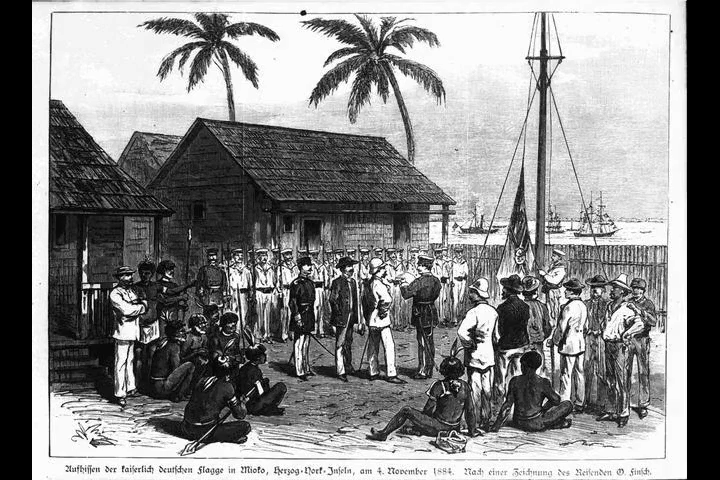 Aufhissen der kaiserlich deutschen Flagge in Mioko, Herzog-York-Inseln, am 4. November 1884. Nach einer Zeichnung des Reisenden O. Finsch.